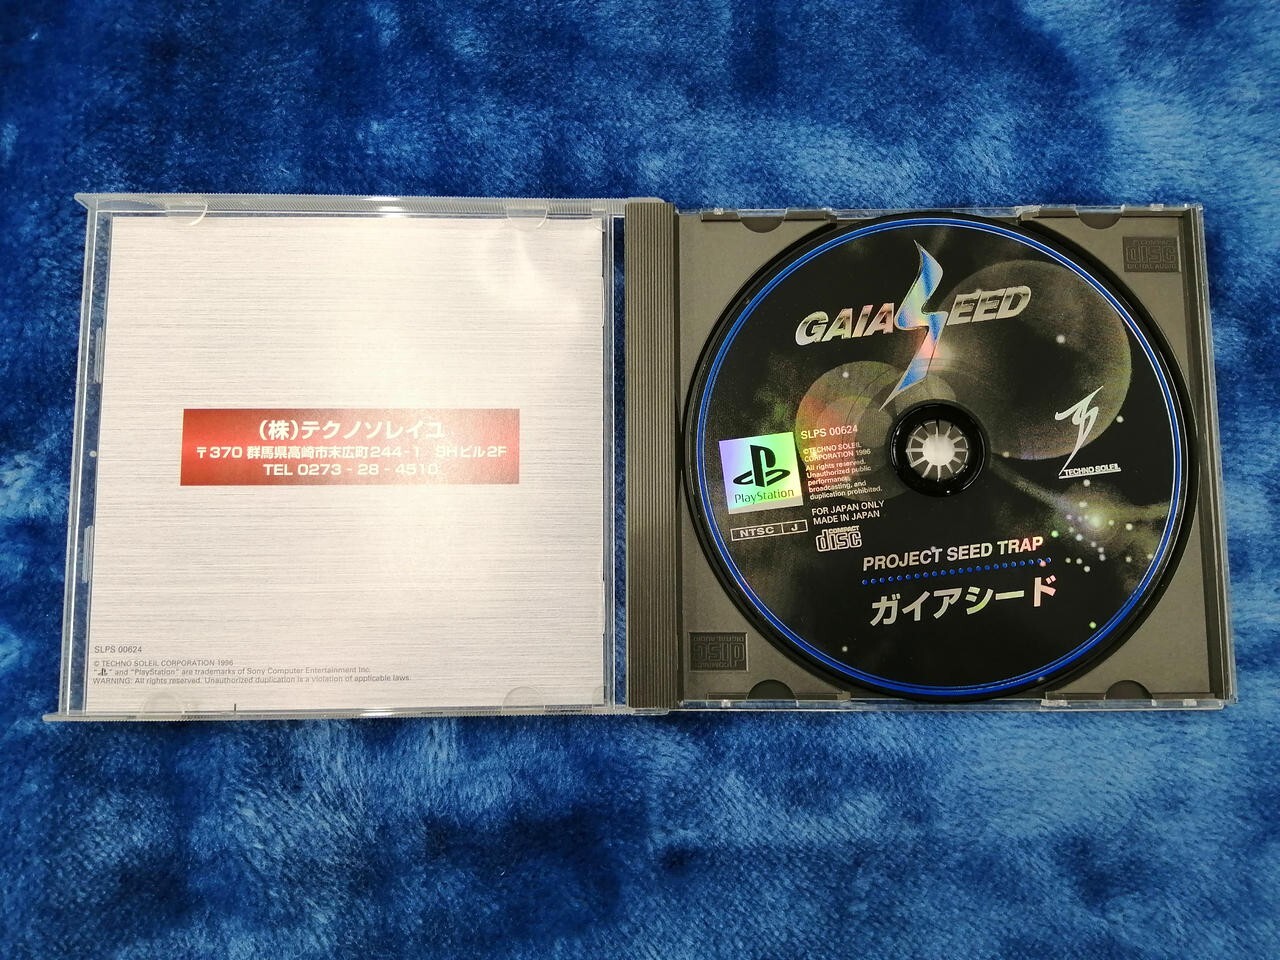 (株)テクノソレイユ
〒370 群馬県高崎市末広町244-1 SHビル2F
TEL 0273-28-4510
SLPS 00624
© TECHNO SOLEIL CORPORATION 1996
" " and "PlayStation" are trademarks of Sony Computer Entertainment Inc.
WARNING: All rights reserved. Unauthorized duplication is a violation of applicable laws.
COMPACT
disc
DIGITAL AUDIO
GAIASEED
TECHNO SOLEIL
SLPS 00624
©TECHNO SOLEIL
CORPORATION 1996
All rights reserved.
Unauthorized public
performance,
broadcasting, and
duplication prohibited.
PlayStation
FOR JAPAN ONLY
MADE IN JAPAN
NTSC J
COMPACT
disc
PROJECT SEED TRAP
ガイアシード
COMPACT
disc
DIGITAL AUDIO